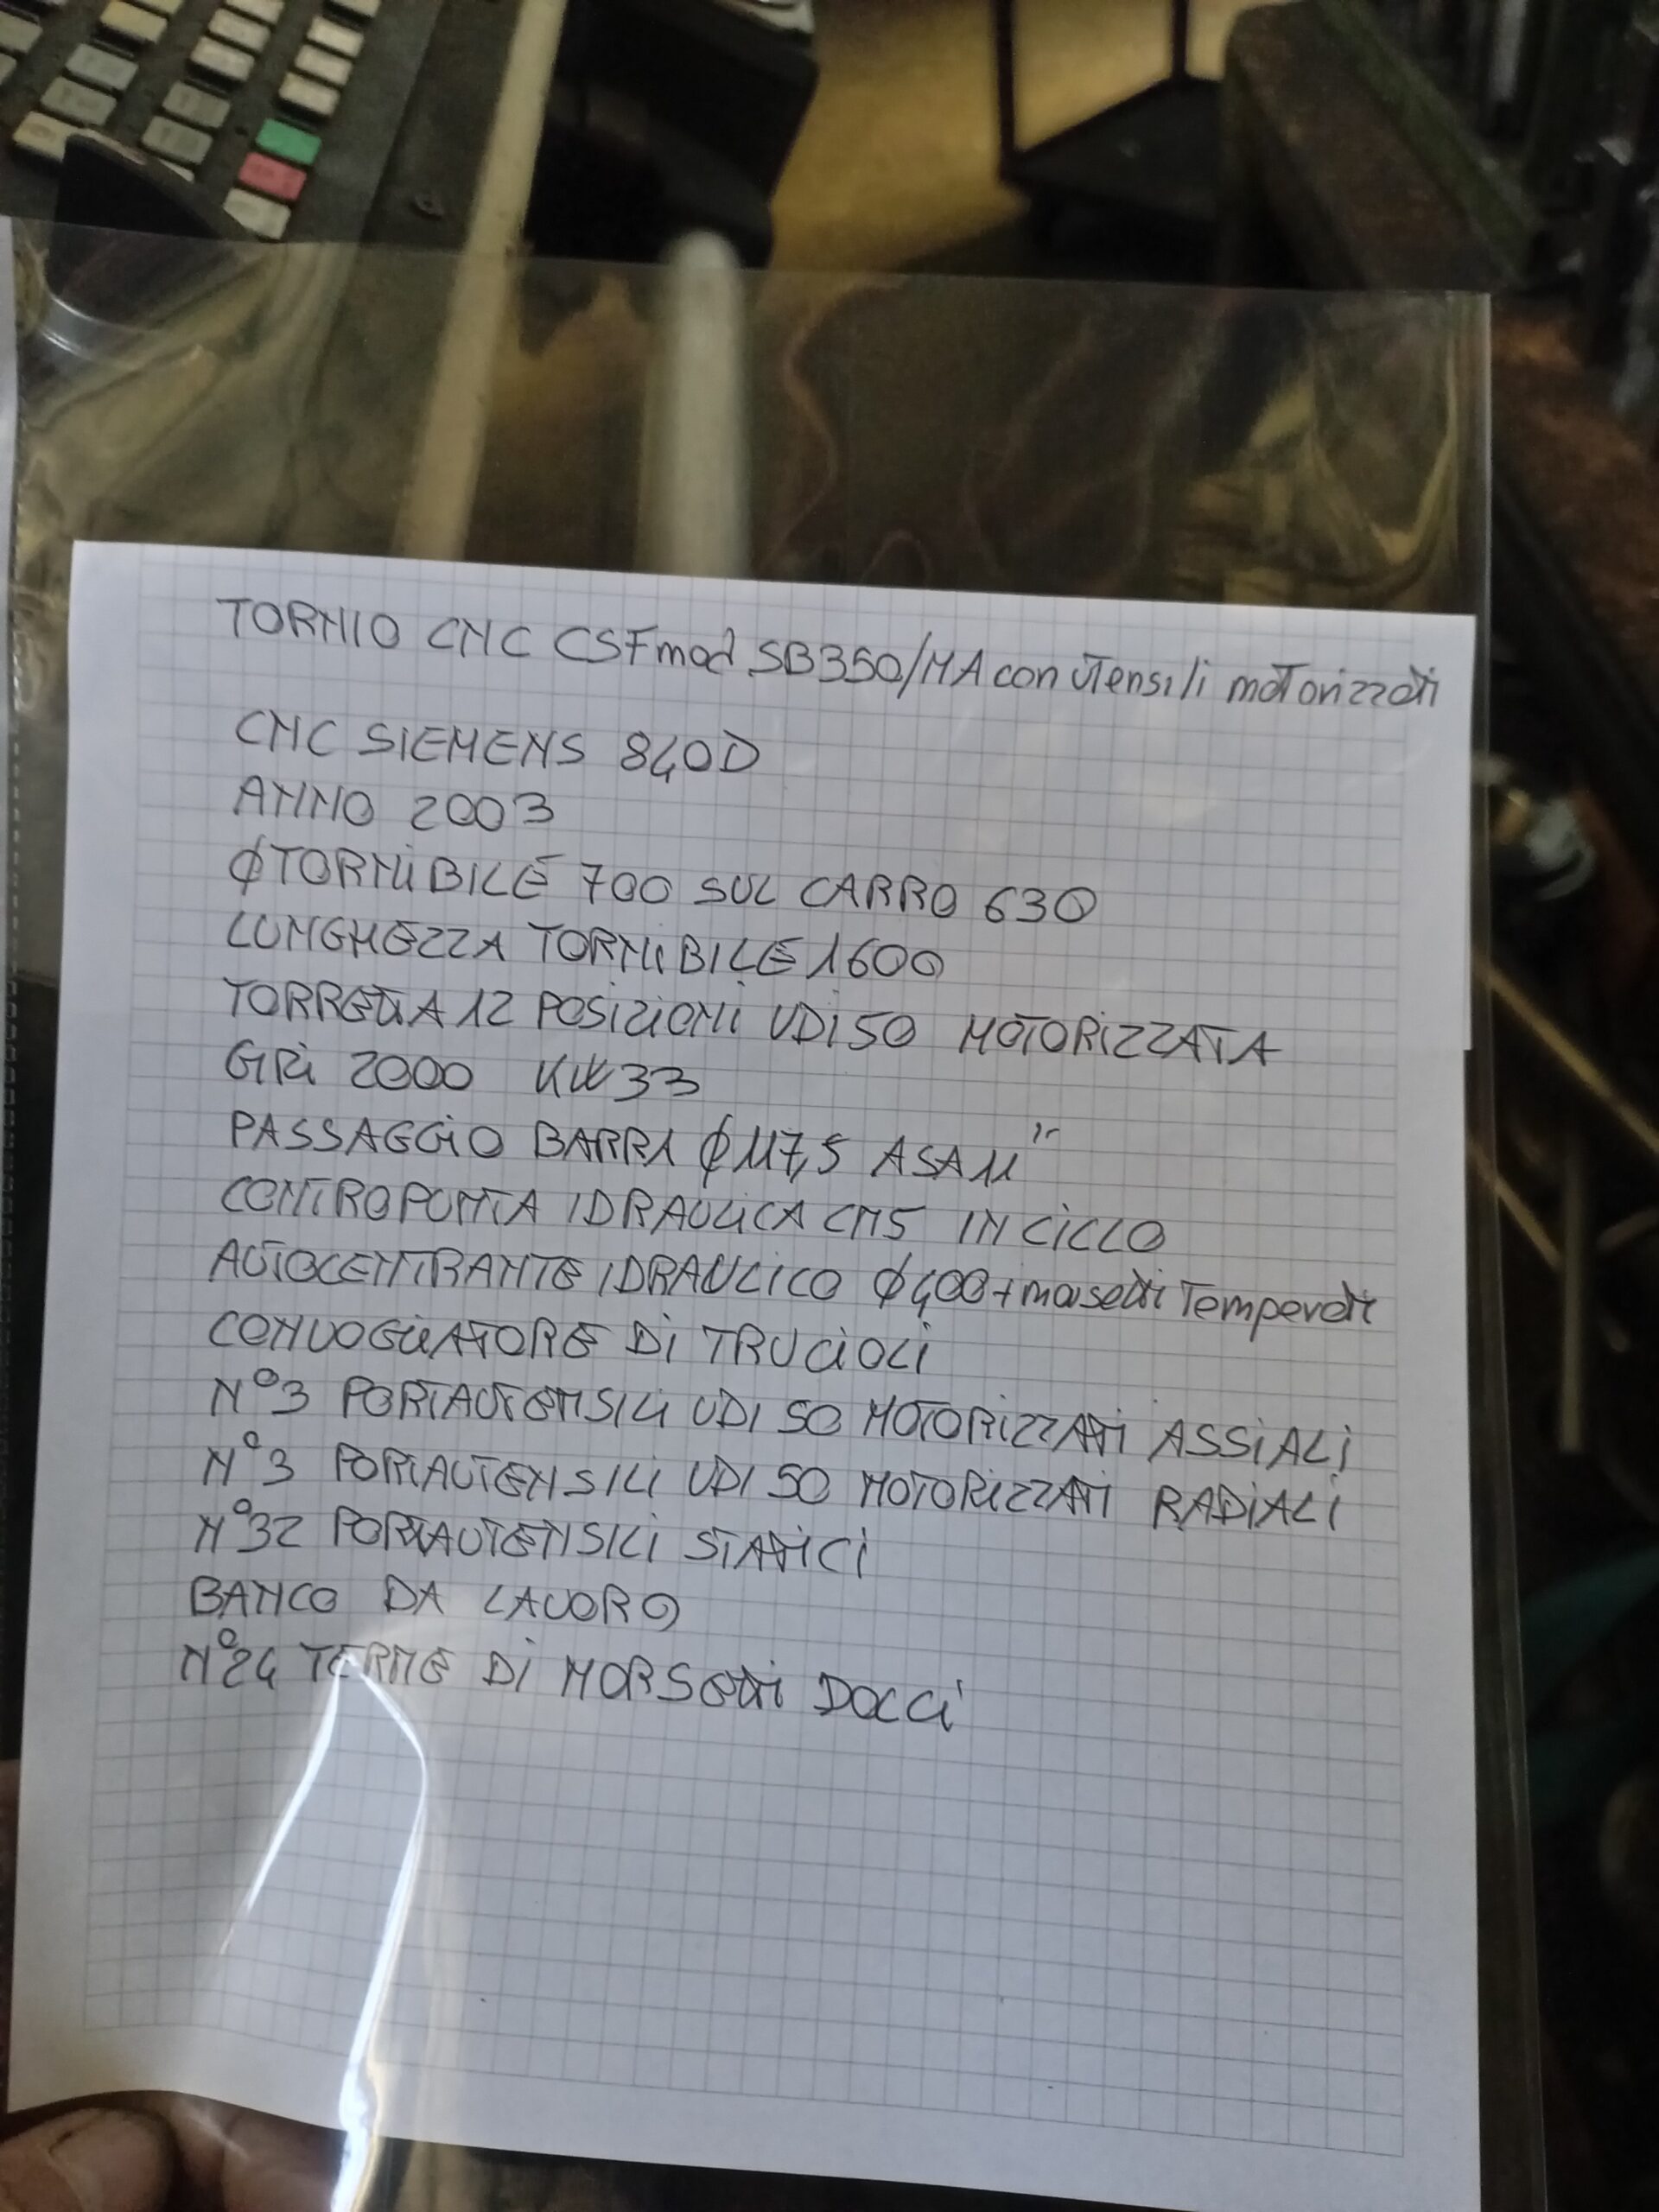 TORNIO CNC CSF mod SB350/MA con utensili motorizzati
CNC SIEMENS 840D
ANNO 2003
ø TORNIBILE 700 SUL CARRO 630
LUNGHEZZA TORNIBILE 1600
TORRETTA 12 POSIZIONI VDI 50 MOTORIZZATA
GIRI 2000 KW 33
PASSAGGIO BARRA ø 117,5 ASA 11"
CONTROPUNTA IDRAULICA CM5 IN CICLO
AUTOCENTRANTE IDRAULICO ø 400 + morsetti Temperati
CONVOGLIATORE DI TRUCIOLI
N°3 PORTAUTENSILI VDI 50 MOTORIZZATI ASSIALI
N°3 PORTAUTENSILI VDI 50 MOTORIZZATI RADIALI
N°32 PORTAUTENSILI STATICI
BANCO DA LAVORO
N°24 TERNE DI MORSETTI DOLCI